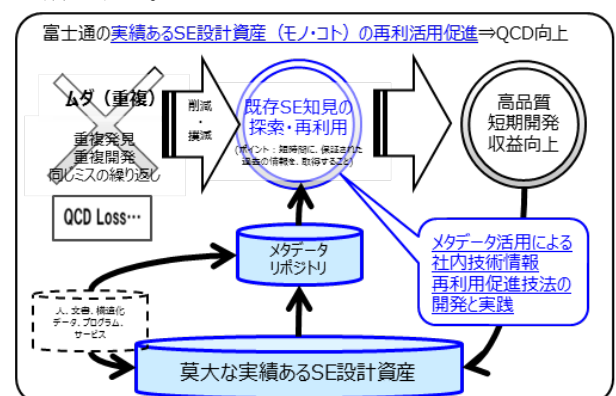 富士通の実績あるSE設計資産（モノ・コト）の再利活用促進⇒QCD向上
ムダ（重複）
重複発見
重複開発
同じミスの繰り返し
QCD Loss…
削減
・
撲滅
既存SE知見の
探索・再利用
(ポイント：短時間に、保証された
過去の情報を、取得すること)
高品質
短期開発
収益向上
メタデータ
リポジトリ
メタデータ活用による
社内技術情報
再利用促進技法の
開発と実践
人、文書、構造化
データ、プログラム、
サービス
莫大な実績あるSE設計資産